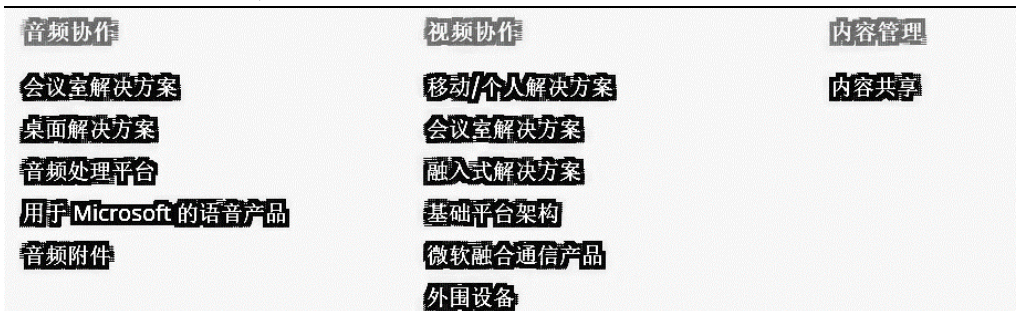 音频协作
会议室解决方案
桌面解决方案
音频处理平台
用于 Microsoft 的语音产品
音频附件
视频协作
移动/个人解决方案
会议室解决方案
融入式解决方案
基础平台架构
微软融合通信产品
外围设备
内容管理
内容共享